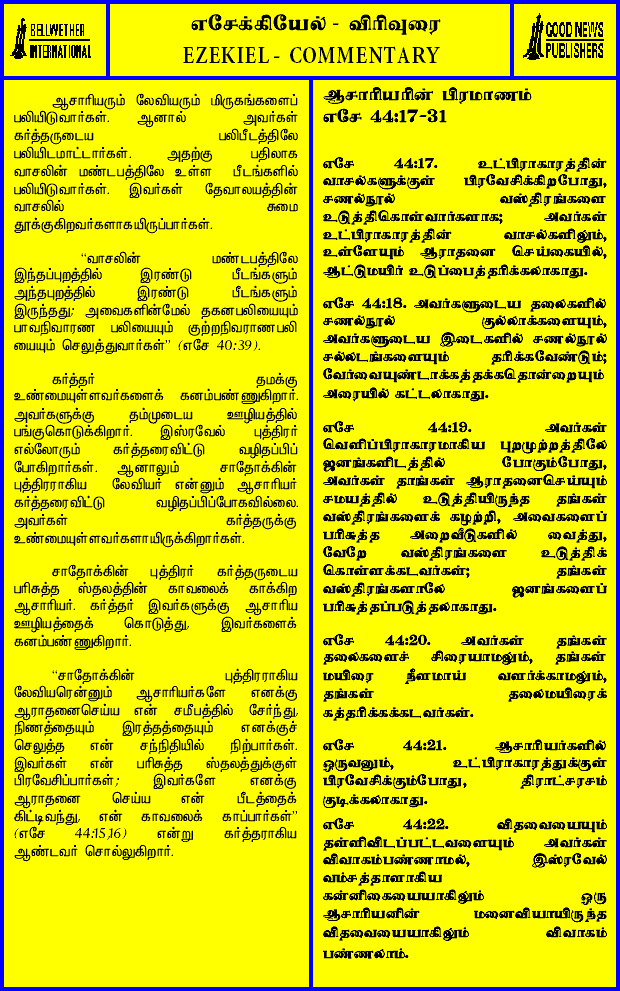 BELLWETHER
INTERNATIONAL
எசேக்கியேல் - விரிவுரை
EZEKIEL - COMMENTARY
GOOD NEWS
PUBLISHERS
ஆசாரியரும் லேவியரும் மிருகங்களைப்
பலியிடுவார்கள். ஆனால் அவர்கள்
கர்த்தருடைய பலிபீடத்திலே
பலியிடமாட்டார்கள். அதற்கு பதிலாக
வாசலின் மண்டபத்திலே உள்ள பீடங்களில்
பலியிடுவார்கள். இவர்கள் தேவாலயத்தின்
வாசலில் சுமை
தூக்குகிறவர்களாகயிருப்பார்கள்.
“வாசலின் மண்டபத்திலே
இந்தப்புறத்தில் இரண்டு பீடங்களும்
அந்தபுறத்தில் இரண்டு பீடங்களும்
இருந்தது; அவைகளின்மேல் தகனபலியையும்
பாவநிவாரண பலியையும் குற்றநிவராணபலி
யையும் செலுத்துவார்கள்” (எசே 40:39).
கர்த்தர் தமக்கு
உண்மையுள்ளவர்களைக் கனம்பண்ணுகிறார்.
அவர்களுக்கு தம்முடைய ஊழியத்தில்
பங்குகொடுக்கிறார். இஸ்ரவேல் புத்திரர்
எல்லோரும் கர்த்தரைவிட்டு வழிதப்பிப்
போகிறார்கள். ஆனாலும் சாதோக்கின்
புத்திரராகிய லேவியர் என்னும் ஆசாரியர்
கர்த்தரைவிட்டு வழிதப்பிப்போகவில்லை.
அவர்கள் கர்த்தருக்கு
உண்மையுள்ளவர்களாயிருக்கிறார்கள்.
சாதோக்கின் புத்திரர் கர்த்தருடைய
பரிசுத்த ஸ்தலத்தின் காவலைக் காக்கிற
ஆசாரியர். கர்த்தர் இவர்களுக்கு ஆசாரிய
ஊழியத்தைக் கொடுத்து, இவர்களைக்
கனம்பண்ணுகிறார்.
“சாதோக்கின் புத்திரராகிய
லேவியரென்னும் ஆசாரியர்களே எனக்கு
ஆராதனைசெய்ய என் சமீபத்தில் சேர்ந்து,
நிணத்தையும் இரத்தத்தையும் எனக்குச்
செலுத்த என் சந்நிதியில் நிற்பார்கள்.
இவர்கள் என் பரிசுத்த ஸ்தலத்துக்குள்
பிரவேசிப்பார்கள்; இவர்களே எனக்கு
ஆராதனை செய்ய என் பீடத்தைக்
கிட்டிவந்து, என் காவலைக் காப்பார்கள்”
(எசே 44:15,16) என்று கர்த்தராகிய
ஆண்டவர் சொல்லுகிறார்.
ஆசாரியரின் பிரமாணம்
எசே 44:17-31
எசே 44:17. உட்பிராகாரத்தின்
வாசல்களுக்குள் பிரவேசிக்கிறபோது,
சணல்நூல் வஸ்திரங்களை
உடுத்திகொள்வார்களாக; அவர்கள்
உட்பிராகாரத்தின் வாசல்களிலும்,
உள்ளேயும் ஆராதனை செய்கையில்,
ஆட்டுமயிர் உடுப்பைத்தரிக்கலாகாது.
எசே 44:18. அவர்களுடைய தலைகளில்
சணல்நூல் குல்லாக்களையும்,
அவர்களுடைய இடைகளில் சணல்நூல்
சல்லடங்களையும் தரிக்கவேண்டும்;
வேர்வையுண்டாக்கத்தக்கதொன்றையும்
அரையில் கட்டலாகாது.
எசே 44:19. அவர்கள்
வெளிப்பிராகாரமாகிய புறமுற்றத்திலே
ஜனங்களிடத்தில் போகும்போது,
அவர்கள் தாங்கள் ஆராதனைசெய்யும்
சமயத்தில் உடுத்தியிருந்த தங்கள்
வஸ்திரங்களைக் கழற்றி, அவைகளைப்
பரிசுத்த அறைவீடுகளில் வைத்து,
வேறே வஸ்திரங்களை உடுத்திக்
கொள்ளக்கடவர்கள்; தங்கள்
வஸ்திரங்களாலே ஜனங்களைப்
பரிசுத்தப்படுத்தலாகாது.
எசே 44:20. அவர்கள் தங்கள்
தலைகளைச் சிரையாமலும், தங்கள்
மயிரை நீளமாய் வளர்க்காமலும்,
தங்கள் தலைமயிரைக்
கத்தரிக்கக்கடவர்கள்.
எசே 44:21. ஆசாரியர்களில்
ஒருவனும், உட்பிராகாரத்துக்குள்
பிரவேசிக்கும்போது, திராட்சரசம்
குடிக்கலாகாது.
எசே 44:22. விதவையையும்
தள்ளிவிடப்பட்டவளையும் அவர்கள்
விவாகம்பண்ணாமல், இஸ்ரவேல்
வம்சத்தாளாகிய
கன்னிகையையாகிலும் ஒரு
ஆசாரியனின் மனைவியாயிருந்த
விதவையையாகிலும் விவாகம்
பண்ணலாம்.